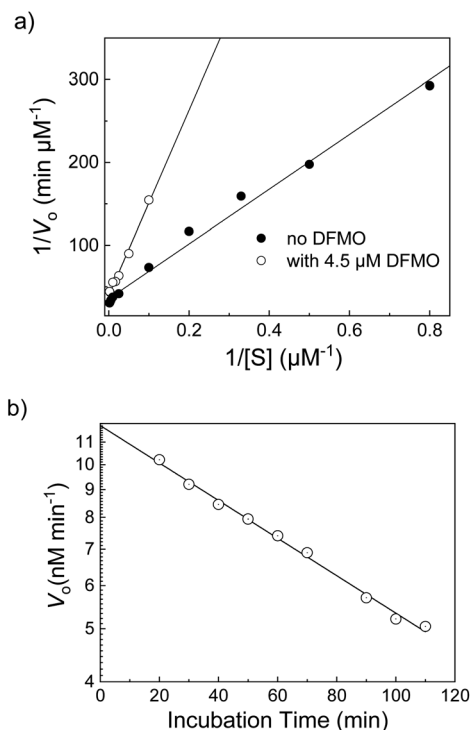 a)
1/Vₒ (min µM⁻¹)
300
200
100
0.0 0.2 0.4 0.6 0.8
no DFMO
with 4.5 µM DFMO
1/[S] (µM⁻¹)
b)
Vₒ(nM min⁻¹)
11
10
9
8
7
6
5
4
0 20 40 60 80 100 120
Incubation Time (min)